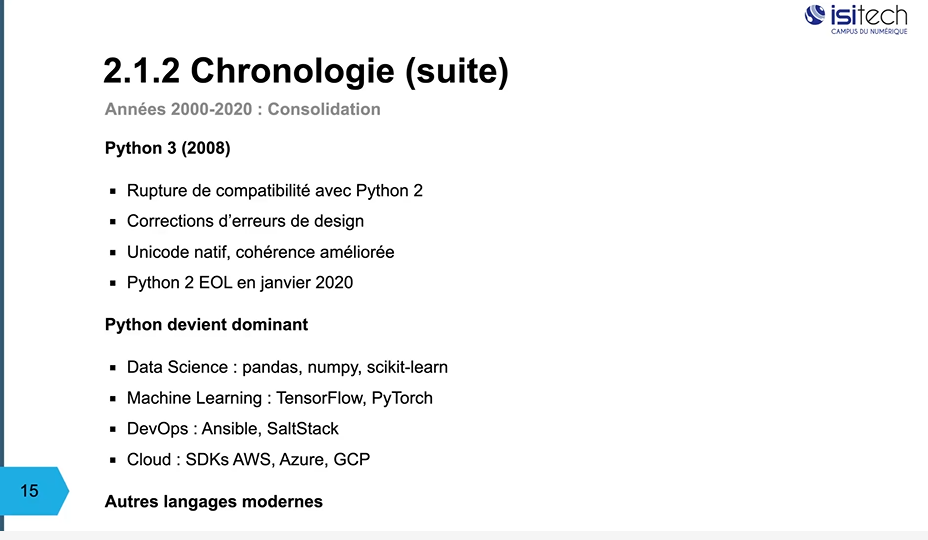 isitech
CAMPUS DU NUMÉRIQUE
2.1.2 Chronologie (suite)
Années 2000-2020 : Consolidation
Python 3 (2008)
▪ Rupture de compatibilité avec Python 2
▪ Corrections d’erreurs de design
▪ Unicode natif, cohérence améliorée
▪ Python 2 EOL en janvier 2020
Python devient dominant
▪ Data Science : pandas, numpy, scikit-learn
▪ Machine Learning : TensorFlow, PyTorch
▪ DevOps : Ansible, SaltStack
▪ Cloud : SDKs AWS, Azure, GCP
15
Autres langages modernes